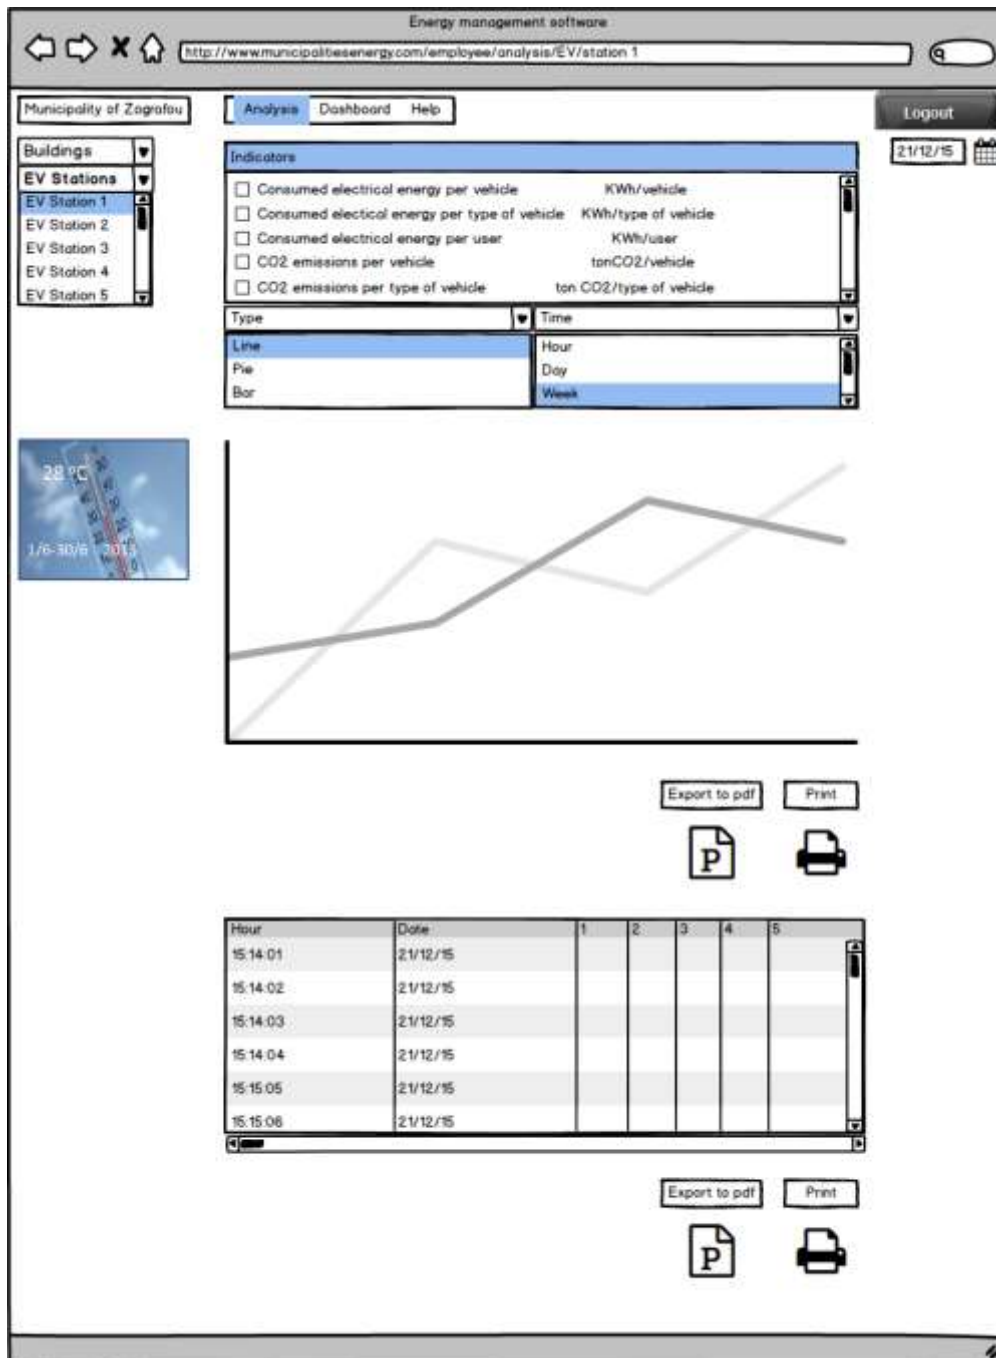 Energy management software
http://www.municipalitiesenergy.com/employee/analysis/EV/station 1
Municipality of Zografou
Analysis Dashboard Help
Logout
21/12/15
Buildings
EV Stations
EV Station 1
EV Station 2
EV Station 3
EV Station 4
EV Station 5
Indicators
Consumed electrical energy per vehicle KWh/vehicle
Consumed electical energy per type of vehicle KWh/type of vehicle
Consumed electrical energy per user KWh/user
CO2 emissions per vehicle tonCO2/vehicle
CO2 emissions per type of vehicle ton CO2/type of vehicle
Type Time
Line Hour
Pie Day
Bar Week
28 °C
1/6-30/6 2015
Export to pdf Print
P
Hour Date 1 2 3 4 5
15:14:01 21/12/15
15:14:02 21/12/15
15:14:03 21/12/15
15:14:04 21/12/15
15:15:05 21/12/15
15:15:06 21/12/15
Export to pdf Print
P